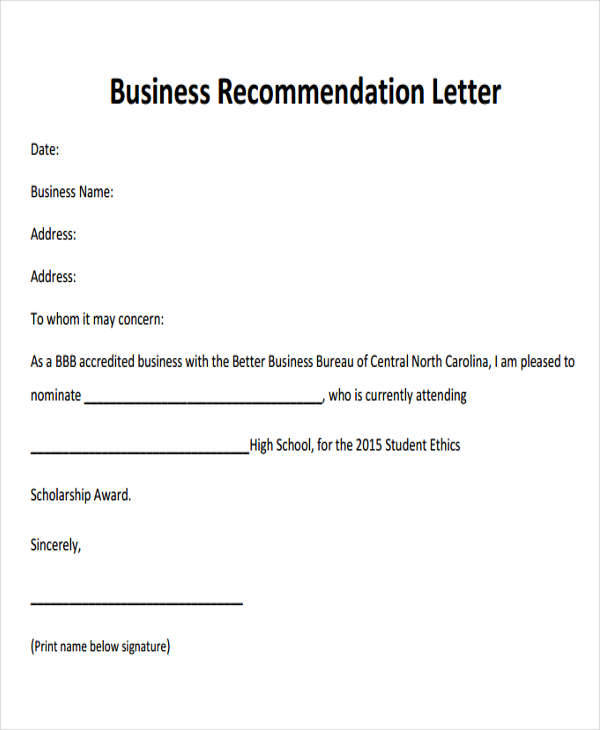 Business Recommendation Letter
Date:
Business Name:
Address:
Address:
To whom it may concern:
As a BBB accredited business with the Better Business Bureau of Central North Carolina, I am pleased to
nominate ______________________________, who is currently attending
____________________________High School, for the 2015 Student Ethics
Scholarship Award.
Sincerely,
___________________________
(Print name below signature)